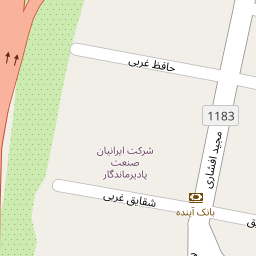 حافظ غربی
1183
مجید افشاری
شرکت ایرانیان
صنعت
پادیرماندگار
شقایق غربی
بانک آینده